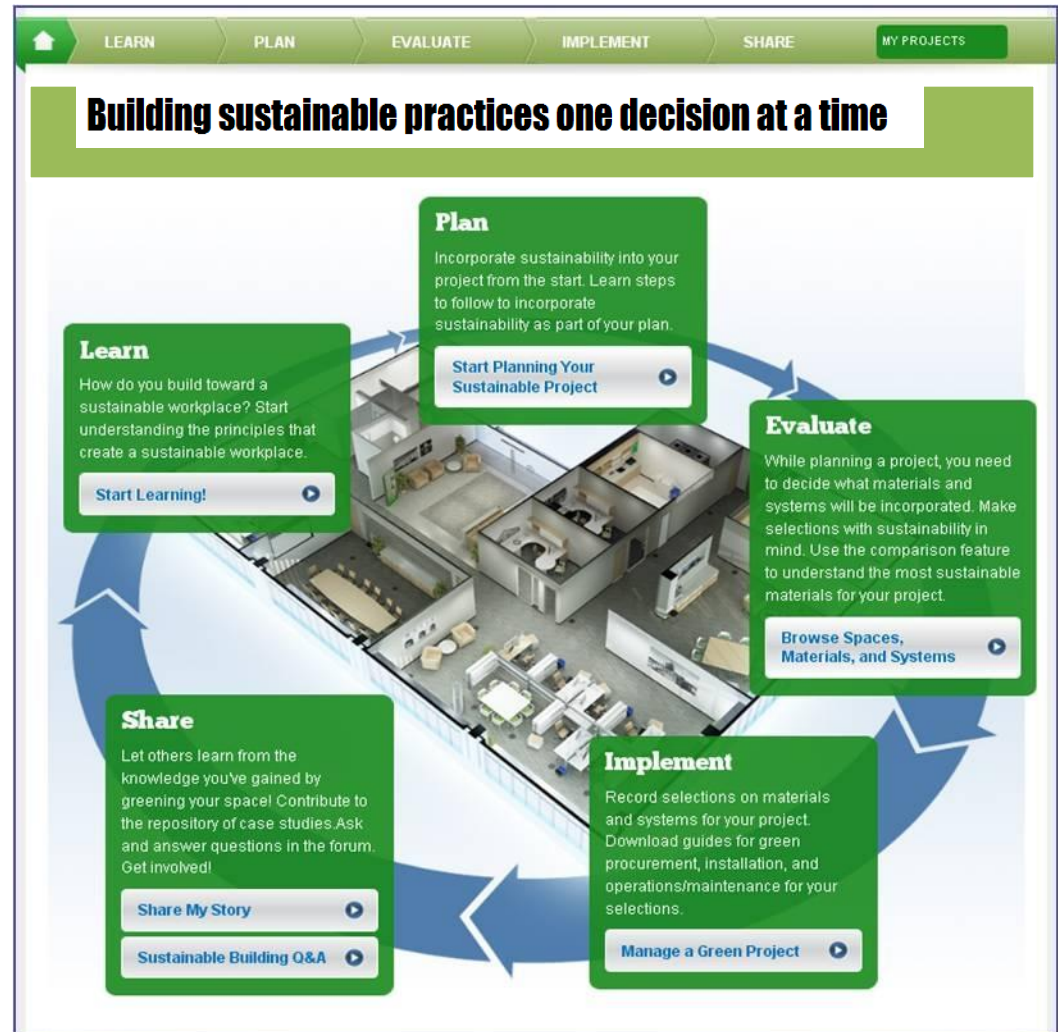 LEARN PLAN EVALUATE IMPLEMENT SHARE MY PROJECTS
Building sustainable practices one decision at a time
Plan
Incorporate sustainability into your
project from the start. Learn steps
to follow to incorporate
sustainability as part of your plan.
Start Planning Your
Sustainable Project
Learn
How do you build toward a
sustainable workplace? Start
understanding the principles that
create a sustainable workplace.
Start Learning!
Evaluate
While planning a project, you need
to decide what materials and
systems will be incorporated. Make
selections with sustainability in
mind. Use the comparison feature
to understand the most sustainable
materials for your project.
Browse Spaces,
Materials, and Systems
Share
Let others learn from the
knowledge you've gained by
greening your space! Contribute to
the repository of case studies.Ask
and answer questions in the forum.
Get involved!
Share My Story
Sustainable Building Q&A
Implement
Record selections on materials
and systems for your project.
Download guides for green
procurement, installation, and
operations/maintenance for your
selections.
Manage a Green Project